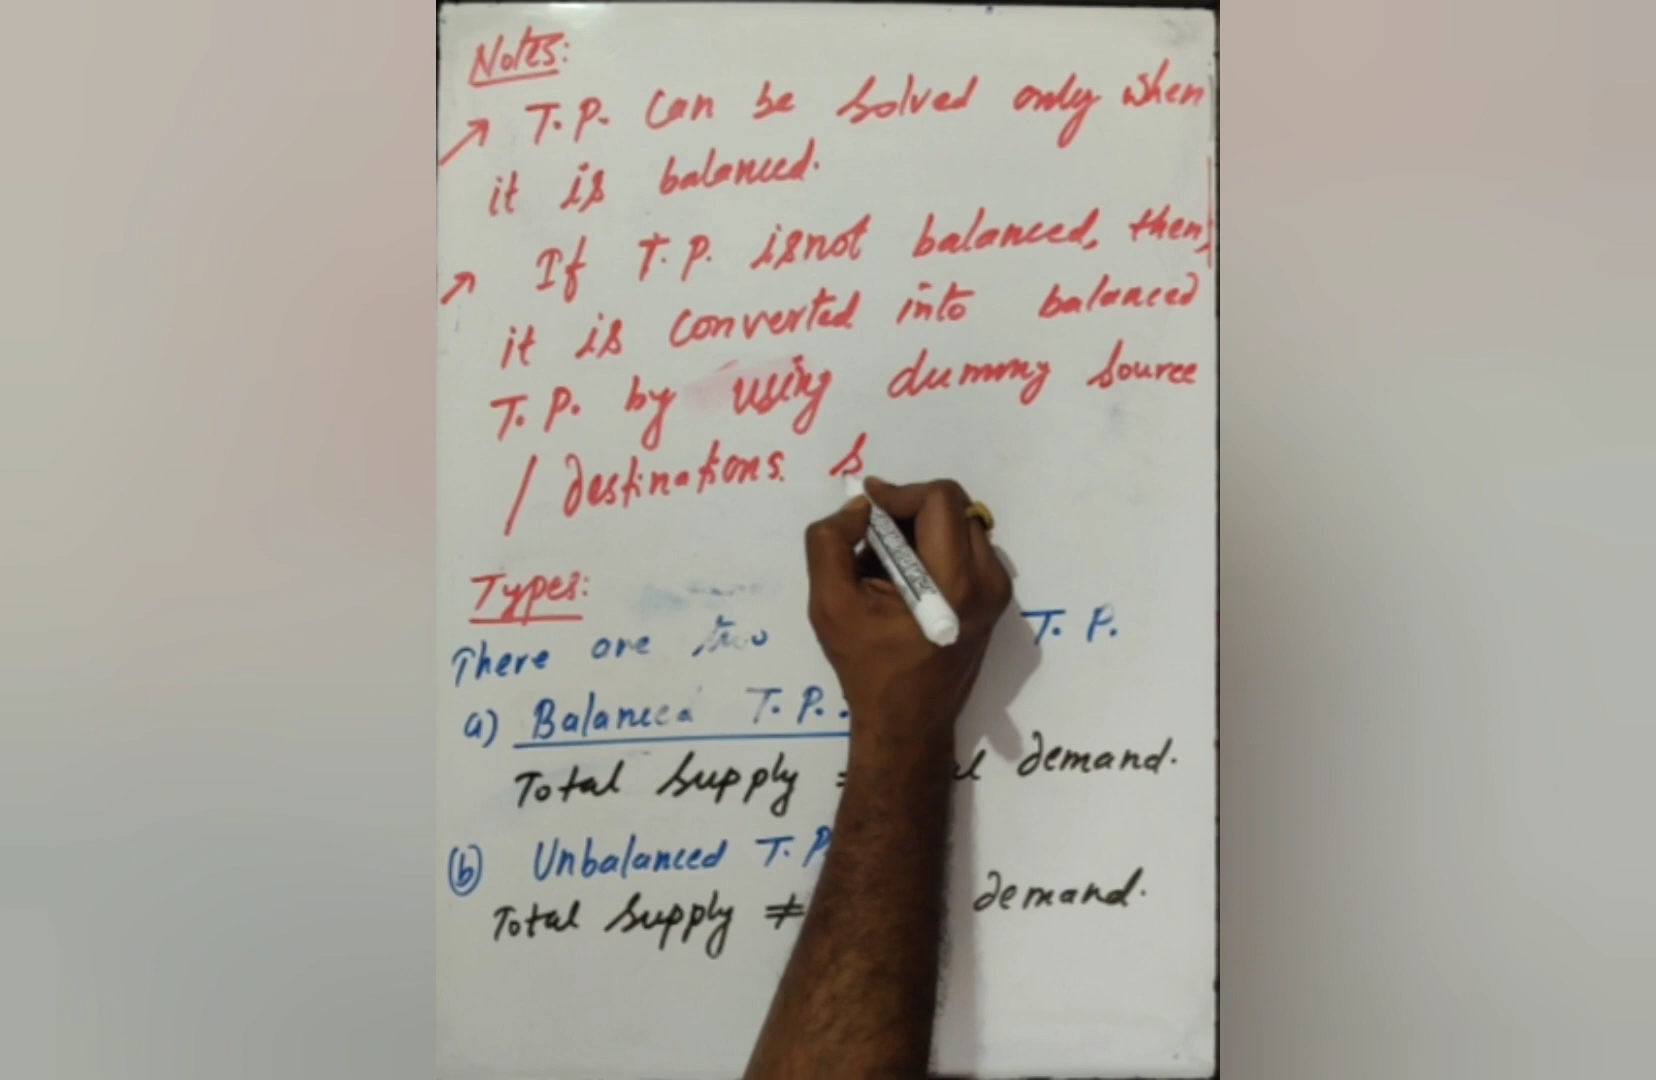 Notes:
↗ T.P. Can be solved only when
it is balanced.
↗ If T.P. is not balanced, then,
it is converted into balanced
T.P. by using dummy source
/ destinations. s
Types:
There are two T.P.
a) Balanced T.P.:
Total supply = demand.
(b) Unbalanced T.P
Total supply ≠ demand.